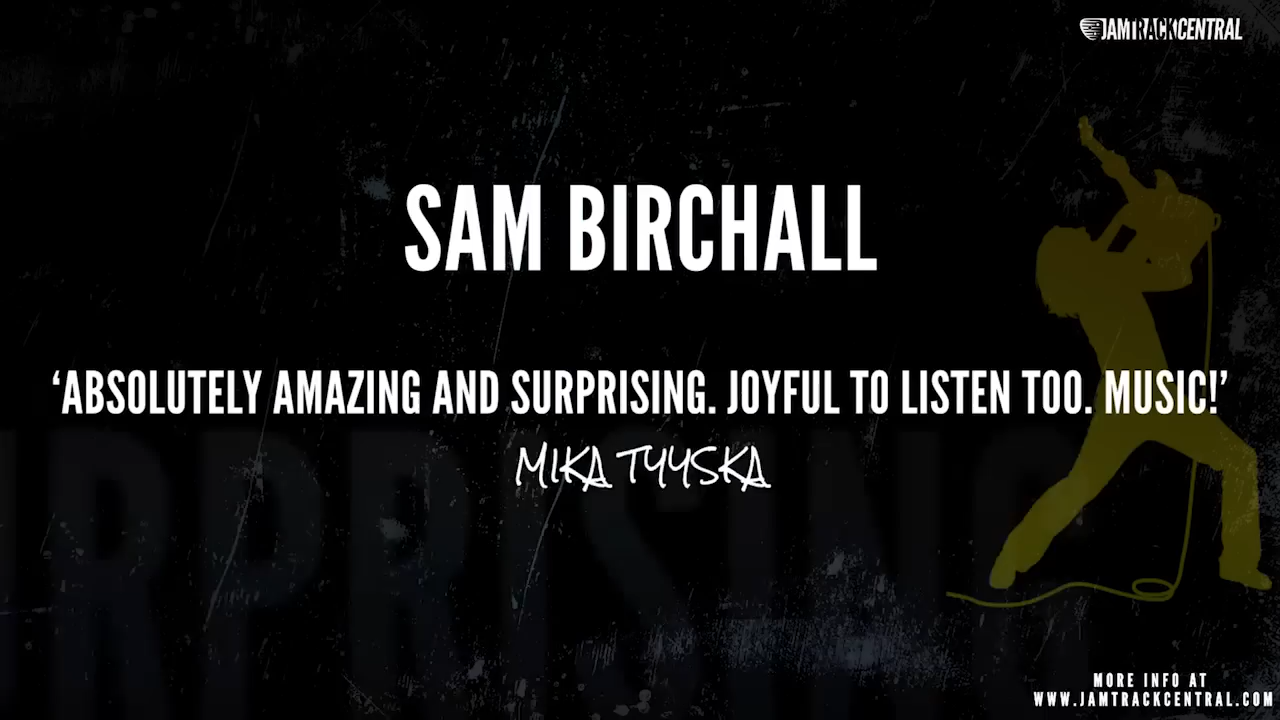 JAMTRACKCENTRAL
SAM BIRCHALL
‘ABSOLUTELY AMAZING AND SURPRISING. JOYFUL TO LISTEN TOO. MUSIC!’
MIKA TYYSKA
RPRISING
MORE INFO AT
WWW.JAMTRACKCENTRAL.COM